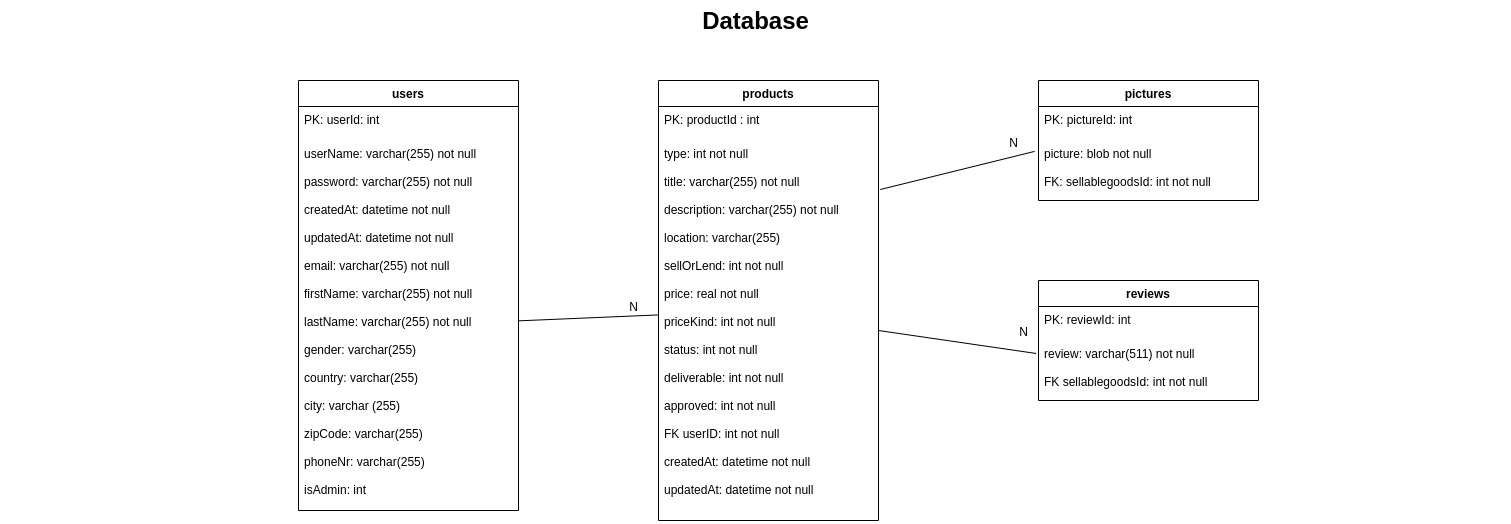 Database
users
PK: userId: int
userName: varchar(255) not null
password: varchar(255) not null
createdAt: datetime not null
updatedAt: datetime not null
email: varchar(255) not null
firstName: varchar(255) not null
lastName: varchar(255) not null
gender: varchar(255)
country: varchar(255)
city: varchar (255)
zipCode: varchar(255)
phoneNr: varchar(255)
isAdmin: int
N
products
PK: productId : int
type: int not null
title: varchar(255) not null
description: varchar(255) not null
location: varchar(255)
sellOrLend: int not null
price: real not null
priceKind: int not null
status: int not null
deliverable: int not null
approved: int not null
FK userID: int not null
createdAt: datetime not null
updatedAt: datetime not null
N
pictures
PK: pictureId: int
picture: blob not null
FK: sellablegoodsId: int not null
N
reviews
PK: reviewId: int
review: varchar(511) not null
FK sellablegoodsId: int not null